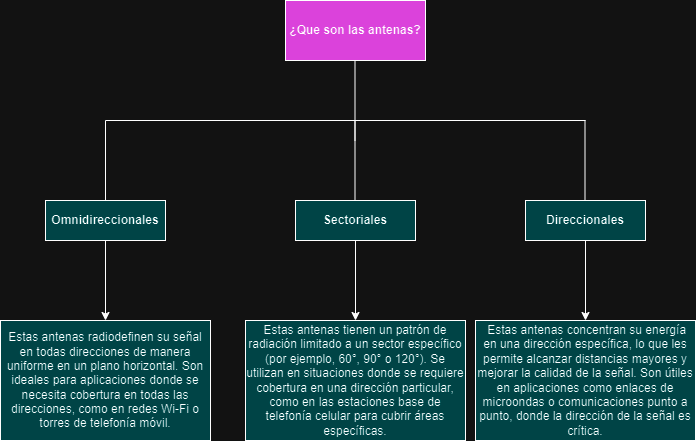 ¿Que son las antenas?
Omnidireccionales
Sectoriales
Direccionales
Estas antenas radiodefinen su señal
en todas direcciones de manera
uniforme en un plano horizontal. Son
ideales para aplicaciones donde se
necesita cobertura en todas las
direcciones, como en redes Wi-Fi o
torres de telefonía móvil.
Estas antenas tienen un patrón de
radiación limitado a un sector específico
(por ejemplo, 60°, 90° o 120°). Se
utilizan en situaciones donde se requiere
cobertura en una dirección particular,
como en las estaciones base de
telefonía celular para cubrir áreas
específicas.
Estas antenas concentran su energía
en una dirección específica, lo que les
permite alcanzar distancias mayores y
mejorar la calidad de la señal. Son útiles
en aplicaciones como enlaces de
microondas o comunicaciones punto a
punto, donde la dirección de la señal es
crítica.